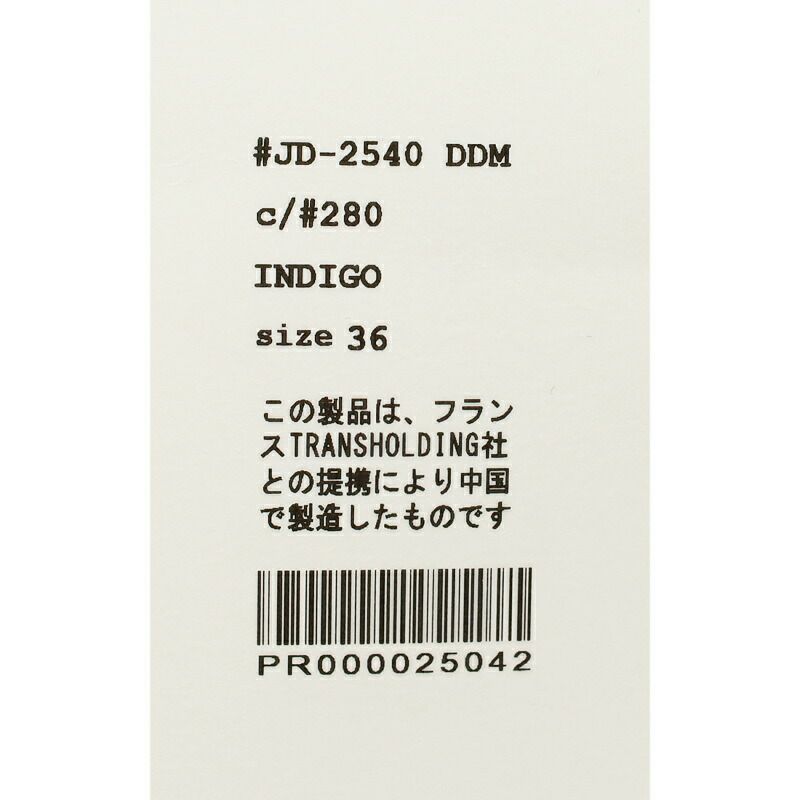 #JD-2540 DDM
c/#280
INDIGO
size 36
この製品は、フラン
スTRANSHOLDING社
との提携により中国
で製造したものです
PR000025042